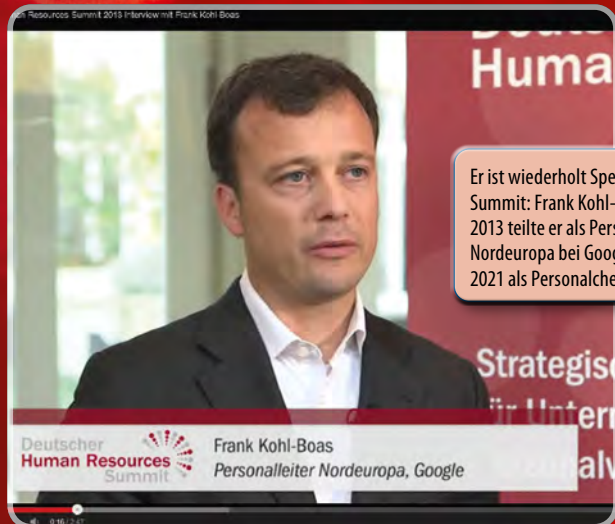 Resources Summit 2013 Interview mit Frank Kohl-Boas
Huma
Er ist wiederholt Spe
Summit: Frank Kohl-
2013 teilte er als Pers
Nordeuropa bei Goog
2021 als Personalche
Strategis
für Untern
Deutscher
Human Resources
Summit
Frank Kohl-Boas
Personalleiter Nordeuropa, Google
0:16 / 2:47